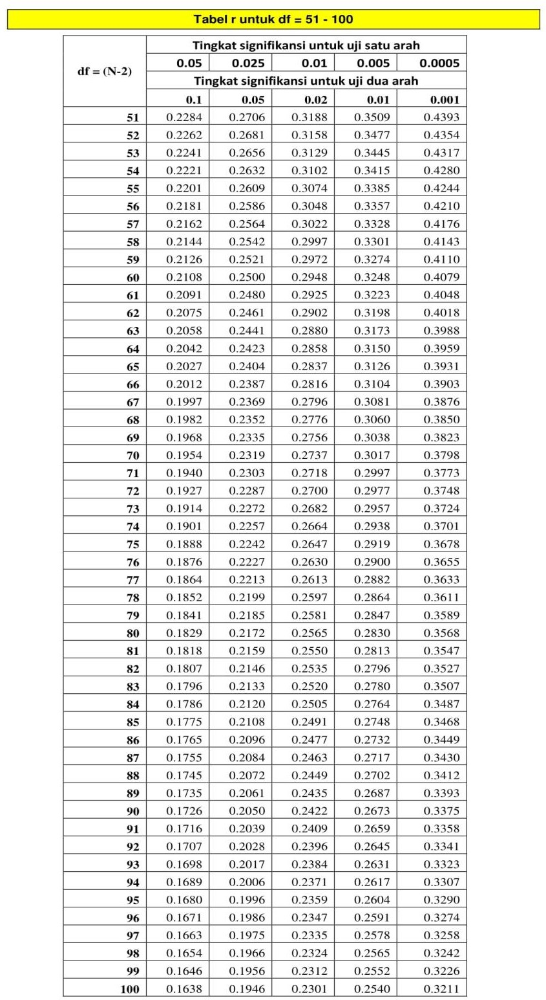 Tabel r untuk df = 51 - 100
Tingkat signifikansi untuk uji satu arah
df = (N-2) 0.05 0.025 0.01 0.005 0.0005
Tingkat signifikansi untuk uji dua arah
0.1 0.05 0.02 0.01 0.001
51 0.2284 0.2706 0.3188 0.3509 0.4393
52 0.2262 0.2681 0.3158 0.3477 0.4354
53 0.2241 0.2656 0.3129 0.3445 0.4317
54 0.2221 0.2632 0.3102 0.3415 0.4280
55 0.2201 0.2609 0.3074 0.3385 0.4244
56 0.2181 0.2586 0.3048 0.3357 0.4210
57 0.2162 0.2564 0.3022 0.3328 0.4176
58 0.2144 0.2542 0.2997 0.3301 0.4143
59 0.2126 0.2521 0.2972 0.3274 0.4110
60 0.2108 0.2500 0.2948 0.3248 0.4079
61 0.2091 0.2480 0.2925 0.3223 0.4048
62 0.2075 0.2461 0.2902 0.3198 0.4018
63 0.2058 0.2441 0.2880 0.3173 0.3988
64 0.2042 0.2423 0.2858 0.3150 0.3959
65 0.2027 0.2404 0.2837 0.3126 0.3931
66 0.2012 0.2387 0.2816 0.3104 0.3903
67 0.1997 0.2369 0.2796 0.3081 0.3876
68 0.1982 0.2352 0.2776 0.3060 0.3850
69 0.1968 0.2335 0.2756 0.3038 0.3823
70 0.1954 0.2319 0.2737 0.3017 0.3798
71 0.1940 0.2303 0.2718 0.2997 0.3773
72 0.1927 0.2287 0.2700 0.2977 0.3748
73 0.1914 0.2272 0.2682 0.2957 0.3724
74 0.1901 0.2257 0.2664 0.2938 0.3701
75 0.1888 0.2242 0.2647 0.2919 0.3678
76 0.1876 0.2227 0.2630 0.2900 0.3655
77 0.1864 0.2213 0.2613 0.2882 0.3633
78 0.1852 0.2199 0.2597 0.2864 0.3611
79 0.1841 0.2185 0.2581 0.2847 0.3589
80 0.1829 0.2172 0.2565 0.2830 0.3568
81 0.1818 0.2159 0.2550 0.2813 0.3547
82 0.1807 0.2146 0.2535 0.2796 0.3527
83 0.1796 0.2133 0.2520 0.2780 0.3507
84 0.1786 0.2120 0.2505 0.2764 0.3487
85 0.1775 0.2108 0.2491 0.2748 0.3468
86 0.1765 0.2096 0.2477 0.2732 0.3449
87 0.1755 0.2084 0.2463 0.2717 0.3430
88 0.1745 0.2072 0.2449 0.2702 0.3412
89 0.1735 0.2061 0.2435 0.2687 0.3393
90 0.1726 0.2050 0.2422 0.2673 0.3375
91 0.1716 0.2039 0.2409 0.2659 0.3358
92 0.1707 0.2028 0.2396 0.2645 0.3341
93 0.1698 0.2017 0.2384 0.2631 0.3323
94 0.1689 0.2006 0.2371 0.2617 0.3307
95 0.1680 0.1996 0.2359 0.2604 0.3290
96 0.1671 0.1986 0.2347 0.2591 0.3274
97 0.1663 0.1975 0.2335 0.2578 0.3258
98 0.1654 0.1966 0.2324 0.2565 0.3242
99 0.1646 0.1956 0.2312 0.2552 0.3226
100 0.1638 0.1946 0.2301 0.2540 0.3211